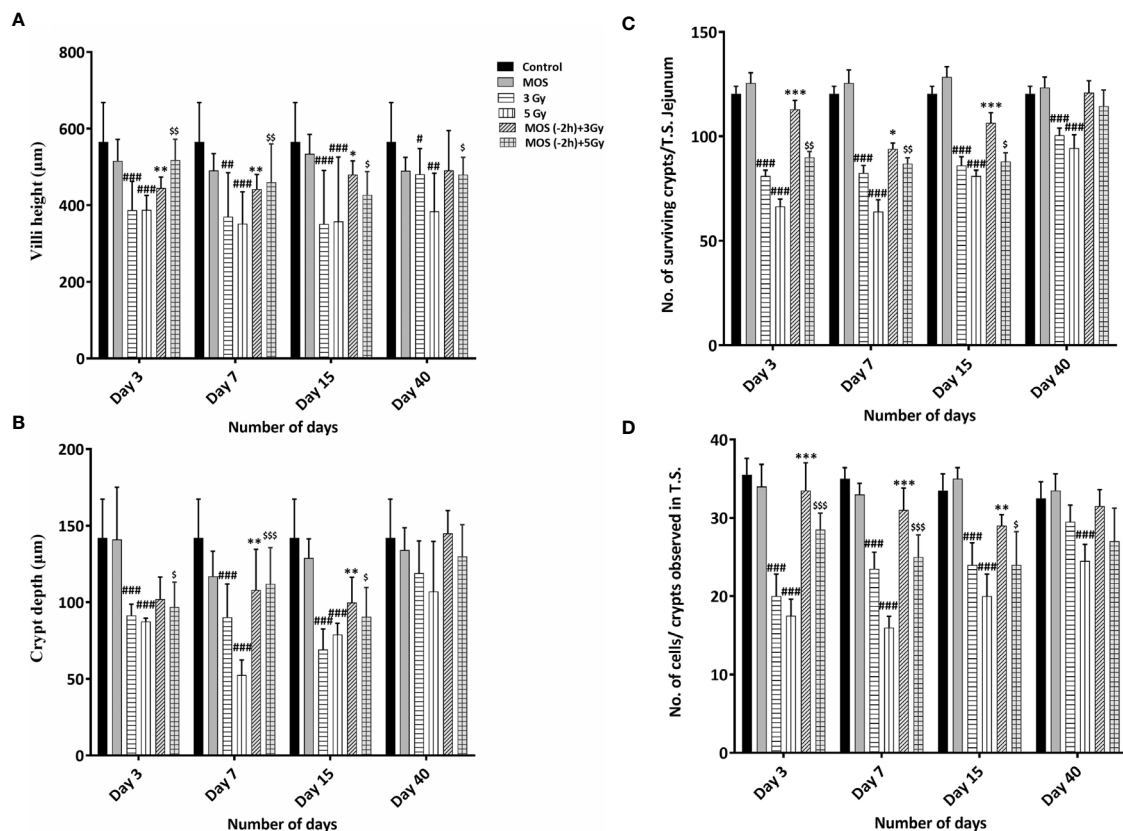 A
Villi height (µm)
800
600
400
200
0
###
###
**
$$
##
###
**
$$
###
###
*
$
#
##
$
Day 3
Day 7
Day 15
Day 40
Number of days
Control
MOS
3 Gy
5 Gy
MOS (-2h)+3Gy
MOS (-2h)+5Gy
B
Crypt depth (µm)
200
150
100
50
0
###
###
$
###
###
**
$$$
###
###
**
$
Day 3
Day 7
Day 15
Day 40
Number of days
C
No. of surviving crypts/T.S. Jejunum
150
100
50
0
###
###
***
$$
###
###
*
$$
###
###
***
$
###
###
Day 3
Day 7
Day 15
Day 40
Number of days
D
No. of cells/ crypts observed in T.S.
40
30
20
10
0
###
###
***
$$$
###
###
***
$$$
###
###
**
$
###
Day 3
Day 7
Day 15
Day 40
Number of days